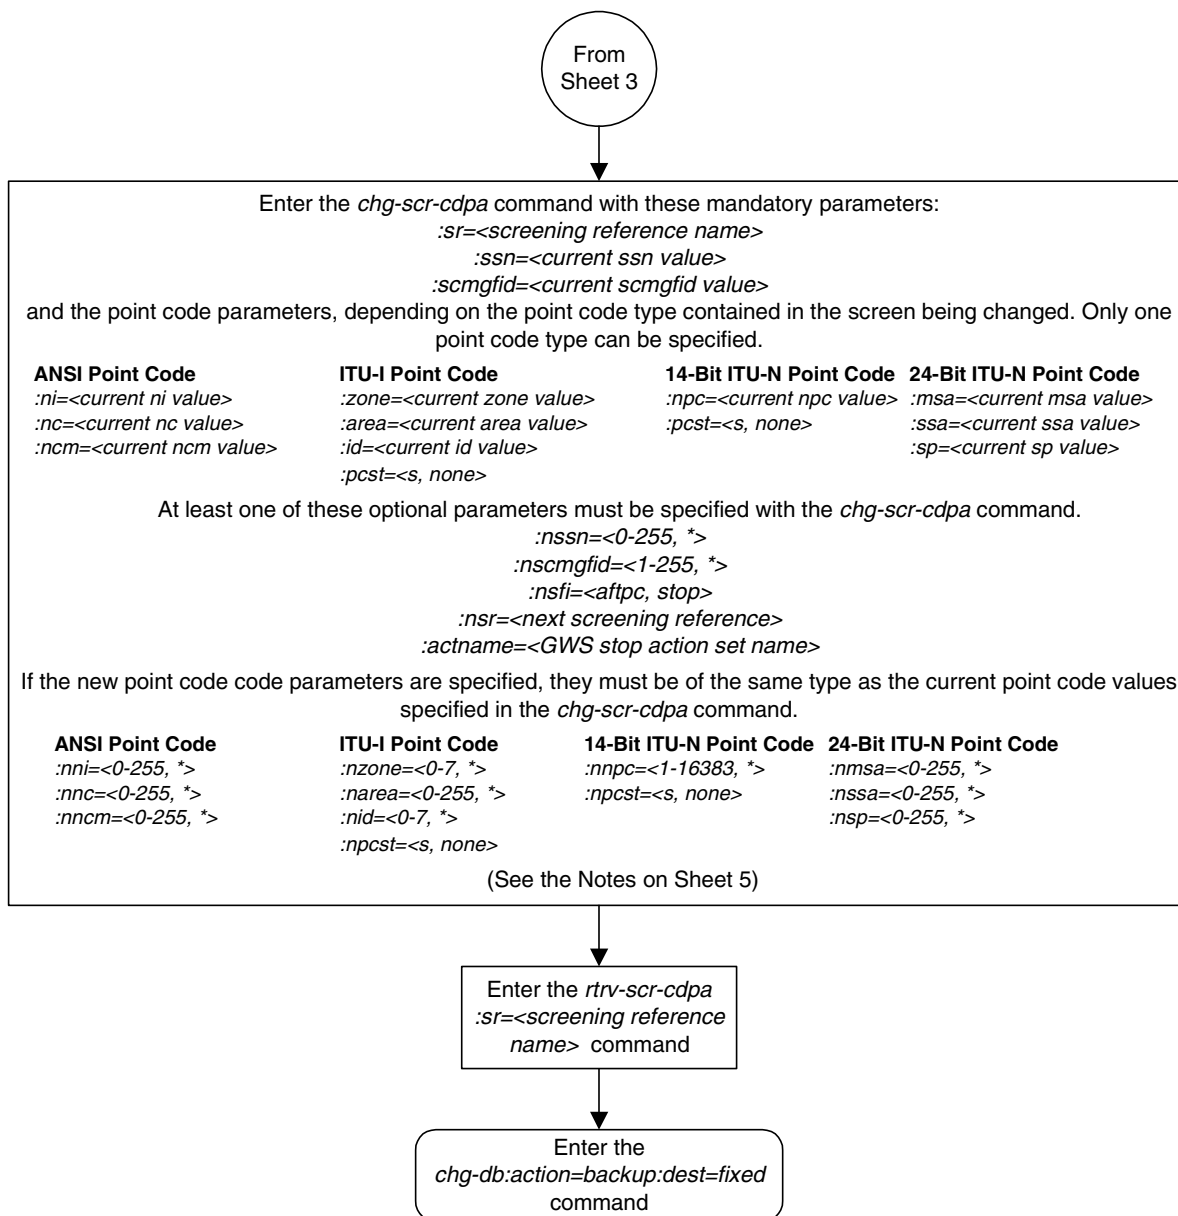 From
Sheet 3
Enter the chg-scr-cdpa command with these mandatory parameters:
:sr=<screening reference name>
:ssn=<current ssn value>
:scmgfid=<current scmgfid value>
and the point code parameters, depending on the point code type contained in the screen being changed. Only one
point code type can be specified.
ANSI Point Code
:ni=<current ni value>
:nc=<current nc value>
:ncm=<current ncm value>
ITU-I Point Code
:zone=<current zone value>
:area=<current area value>
:id=<current id value>
:pcst=<s, none>
14-Bit ITU-N Point Code
:npc=<current npc value>
:pcst=<s, none>
24-Bit ITU-N Point Code
:msa=<current msa value>
:ssa=<current ssa value>
:sp=<current sp value>
At least one of these optional parameters must be specified with the chg-scr-cdpa command.
:nssn=<0-255, *>
:nscmgfid=<1-255, *>
:nsfi=<aftpc, stop>
:nsr=<next screening reference>
:actname=<GWS stop action set name>
If the new point code code parameters are specified, they must be of the same type as the current point code values
specified in the chg-scr-cdpa command.
ANSI Point Code
:nni=<0-255, *>
:nnc=<0-255, *>
:nncm=<0-255, *>
ITU-I Point Code
:nzone=<0-7, *>
:narea=<0-255, *>
:nid=<0-7, *>
:npcst=<s, none>
14-Bit ITU-N Point Code
:nnpc=<1-16383, *>
:npcst=<s, none>
24-Bit ITU-N Point Code
:nmsa=<0-255, *>
:nssa=<0-255, *>
:nsp=<0-255, *>
(See the Notes on Sheet 5)
Enter the rtrv-scr-cdpa
:sr=<screening reference
name> command
Enter the
chg-db:action=backup:dest=fixed
command